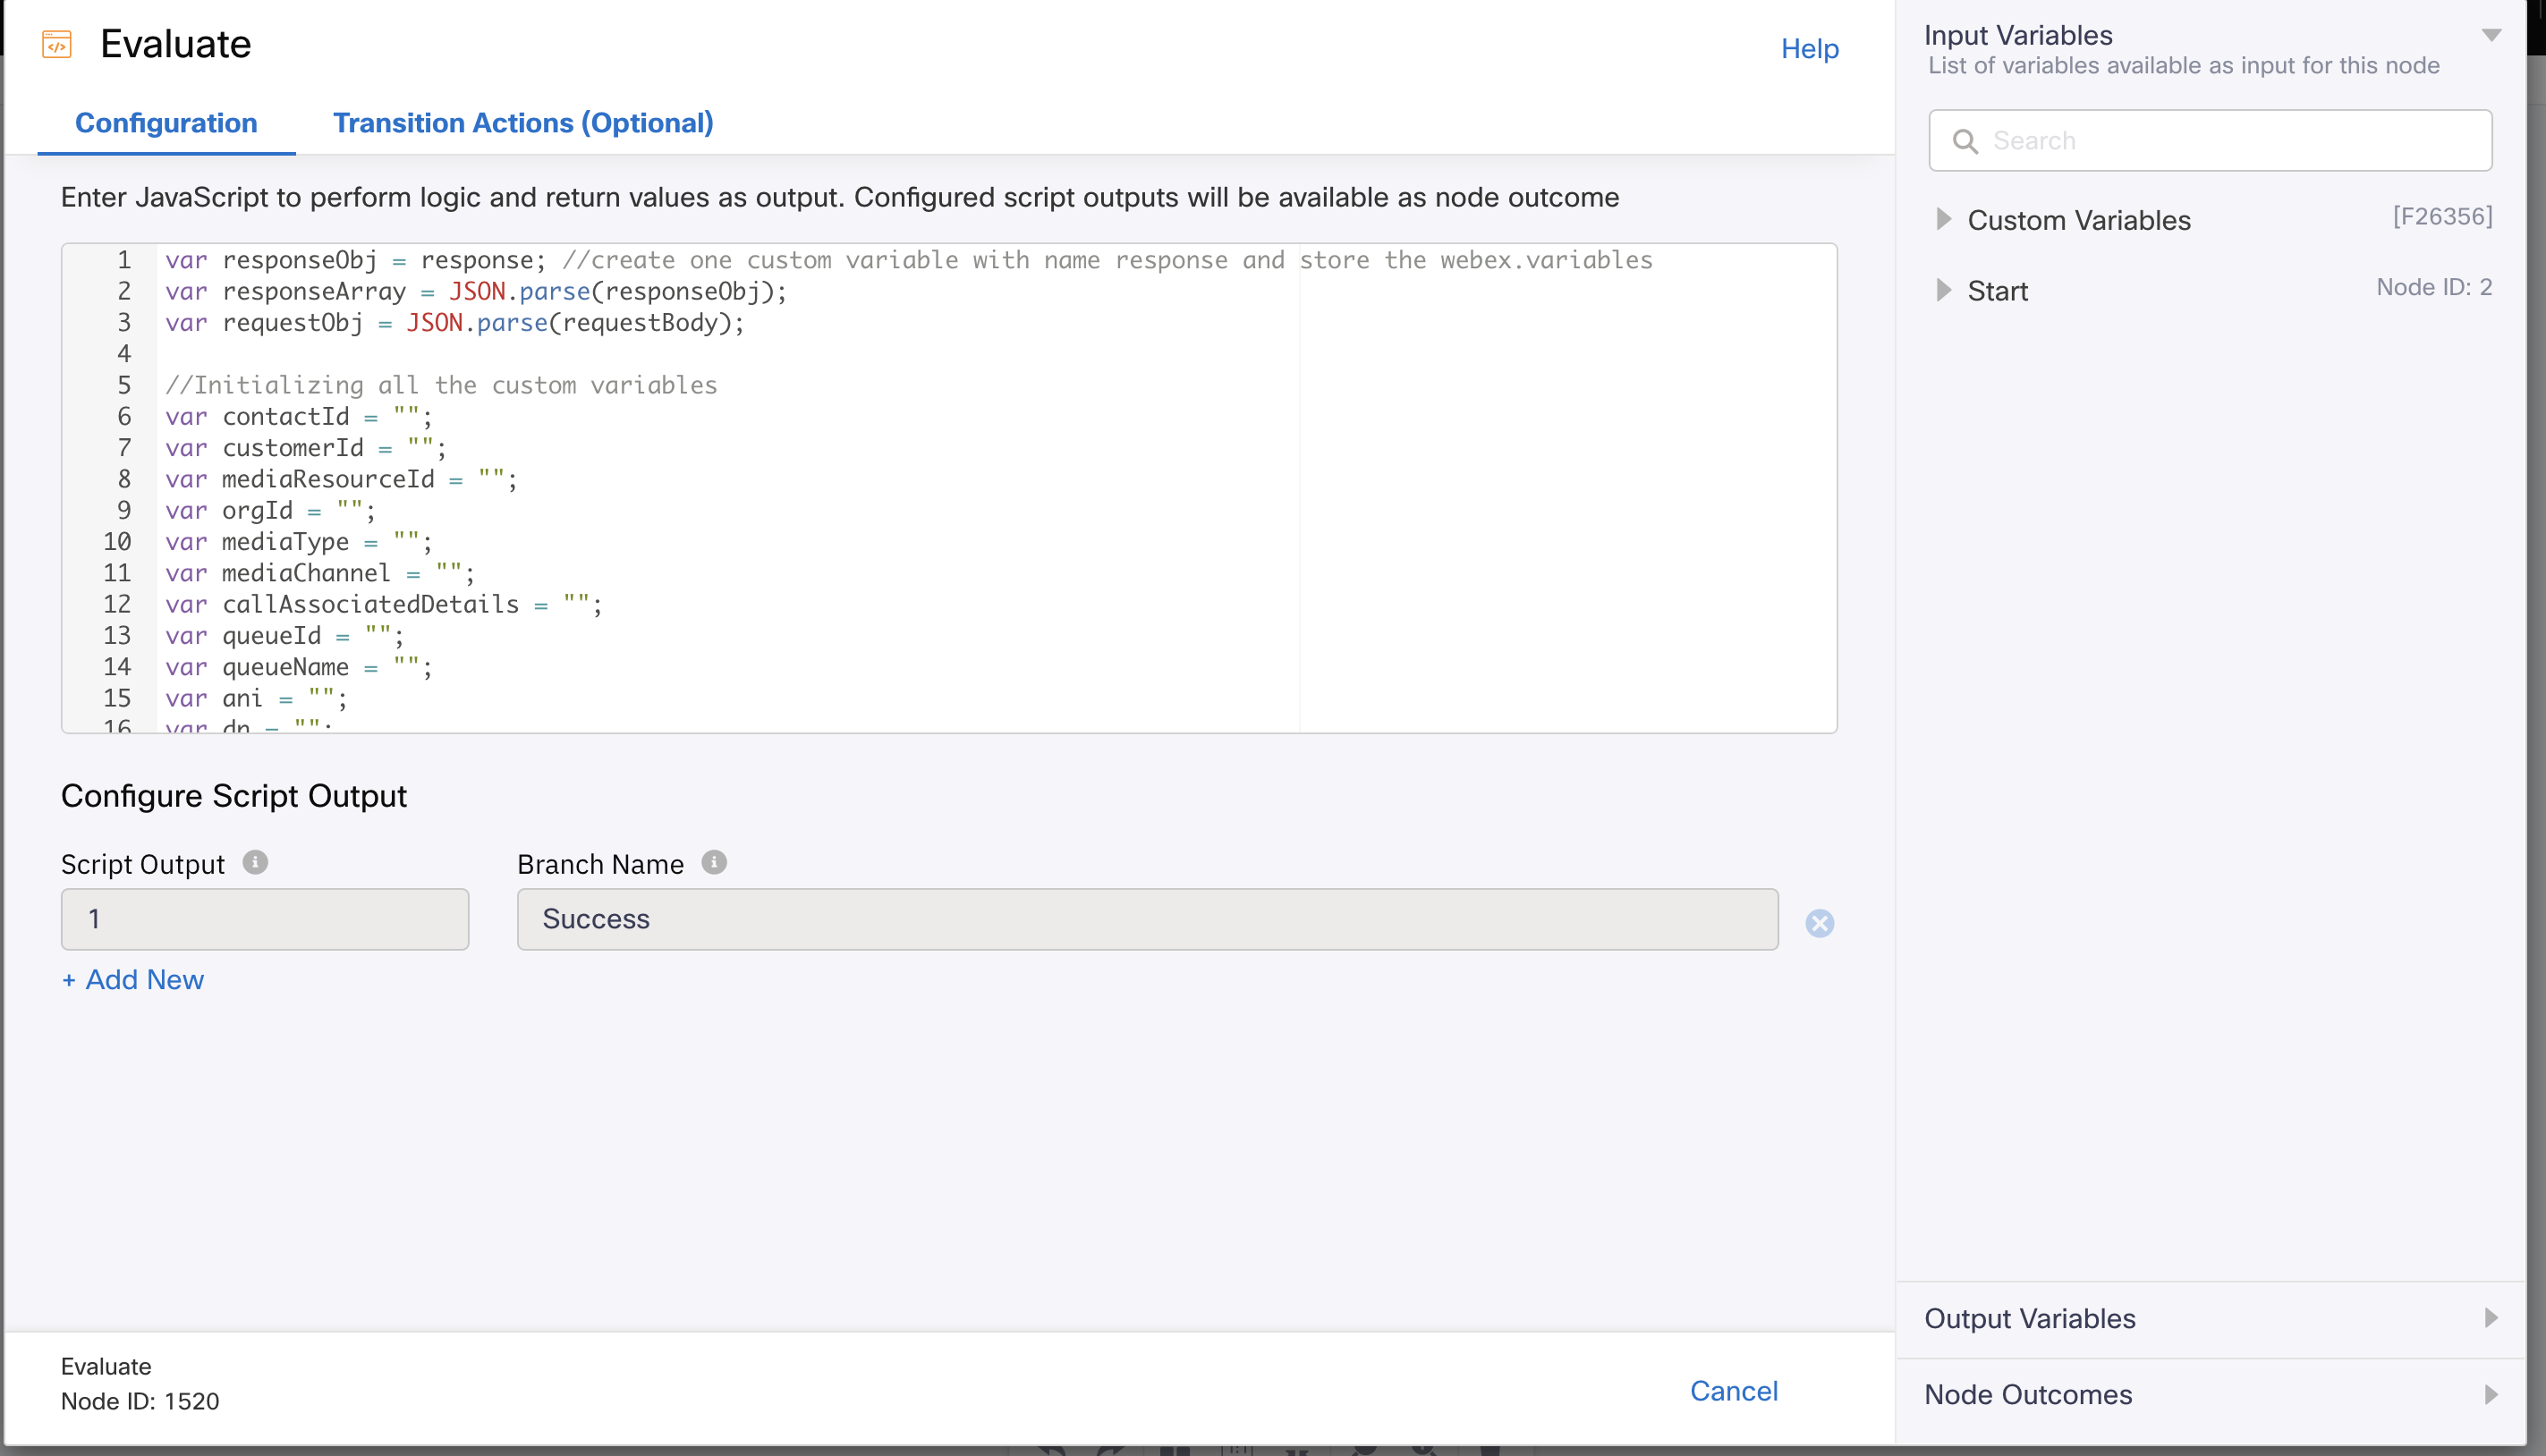 Evaluate
Help
Configuration
Transition Actions (Optional)
Enter JavaScript to perform logic and return values as output. Configured script outputs will be available as node outcome
1 var responseObj = response; //create one custom variable with name response and store the webex.variables
2 var responseArray = JSON.parse(responseObj);
3 var requestObj = JSON.parse(requestBody);
4
5 //Initializing all the custom variables
6 var contactId = "";
7 var customerId = "";
8 var mediaResourceId = "";
9 var orgId = "";
10 var mediaType = "";
11 var mediaChannel = "";
12 var callAssociatedDetails = "";
13 var queueId = "";
14 var queueName = "";
15 var ani = "";
16 var dn = "";
Configure Script Output
Script Output
Branch Name
1
Success
+ Add New
Evaluate
Node ID: 1520
Cancel
Input Variables
List of variables available as input for this node
Search
Custom Variables
[F26356]
Start
Node ID: 2
Output Variables
Node Outcomes